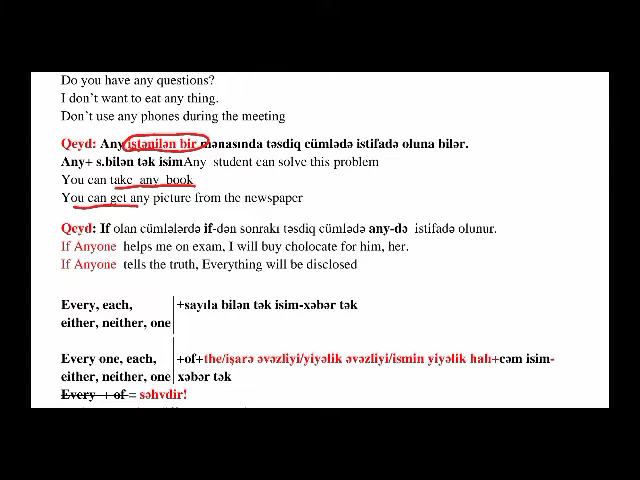 Do you have any questions?
I don't want to eat any thing.
Don't use any phones during the meeting
Qeyd: Any istənilən bir mənasında təsdiq cümlədə istifadə oluna bilər.
Any+ s.bilən tək isimAny student can solve this problem
You can take any book
You can get any picture from the newspaper
Qeyd: If olan cümlələrdə if-dən sonrakı təsdiq cümlədə any-də istifadə olunur.
If Anyone helps me on exam, I will buy cholocate for him, her.
If Anyone tells the truth, Everything will be disclosed
Every, each, +sayıla bilən tək isim-xəbər tək
either, neither, one
Every one, each, +of+the/işarə əvəzliyi/yiyəlik əvəzliyi/ismin yiyəlik halı+cəm isim-
either, neither, one xəbər tək
Every + of = səhvdir!